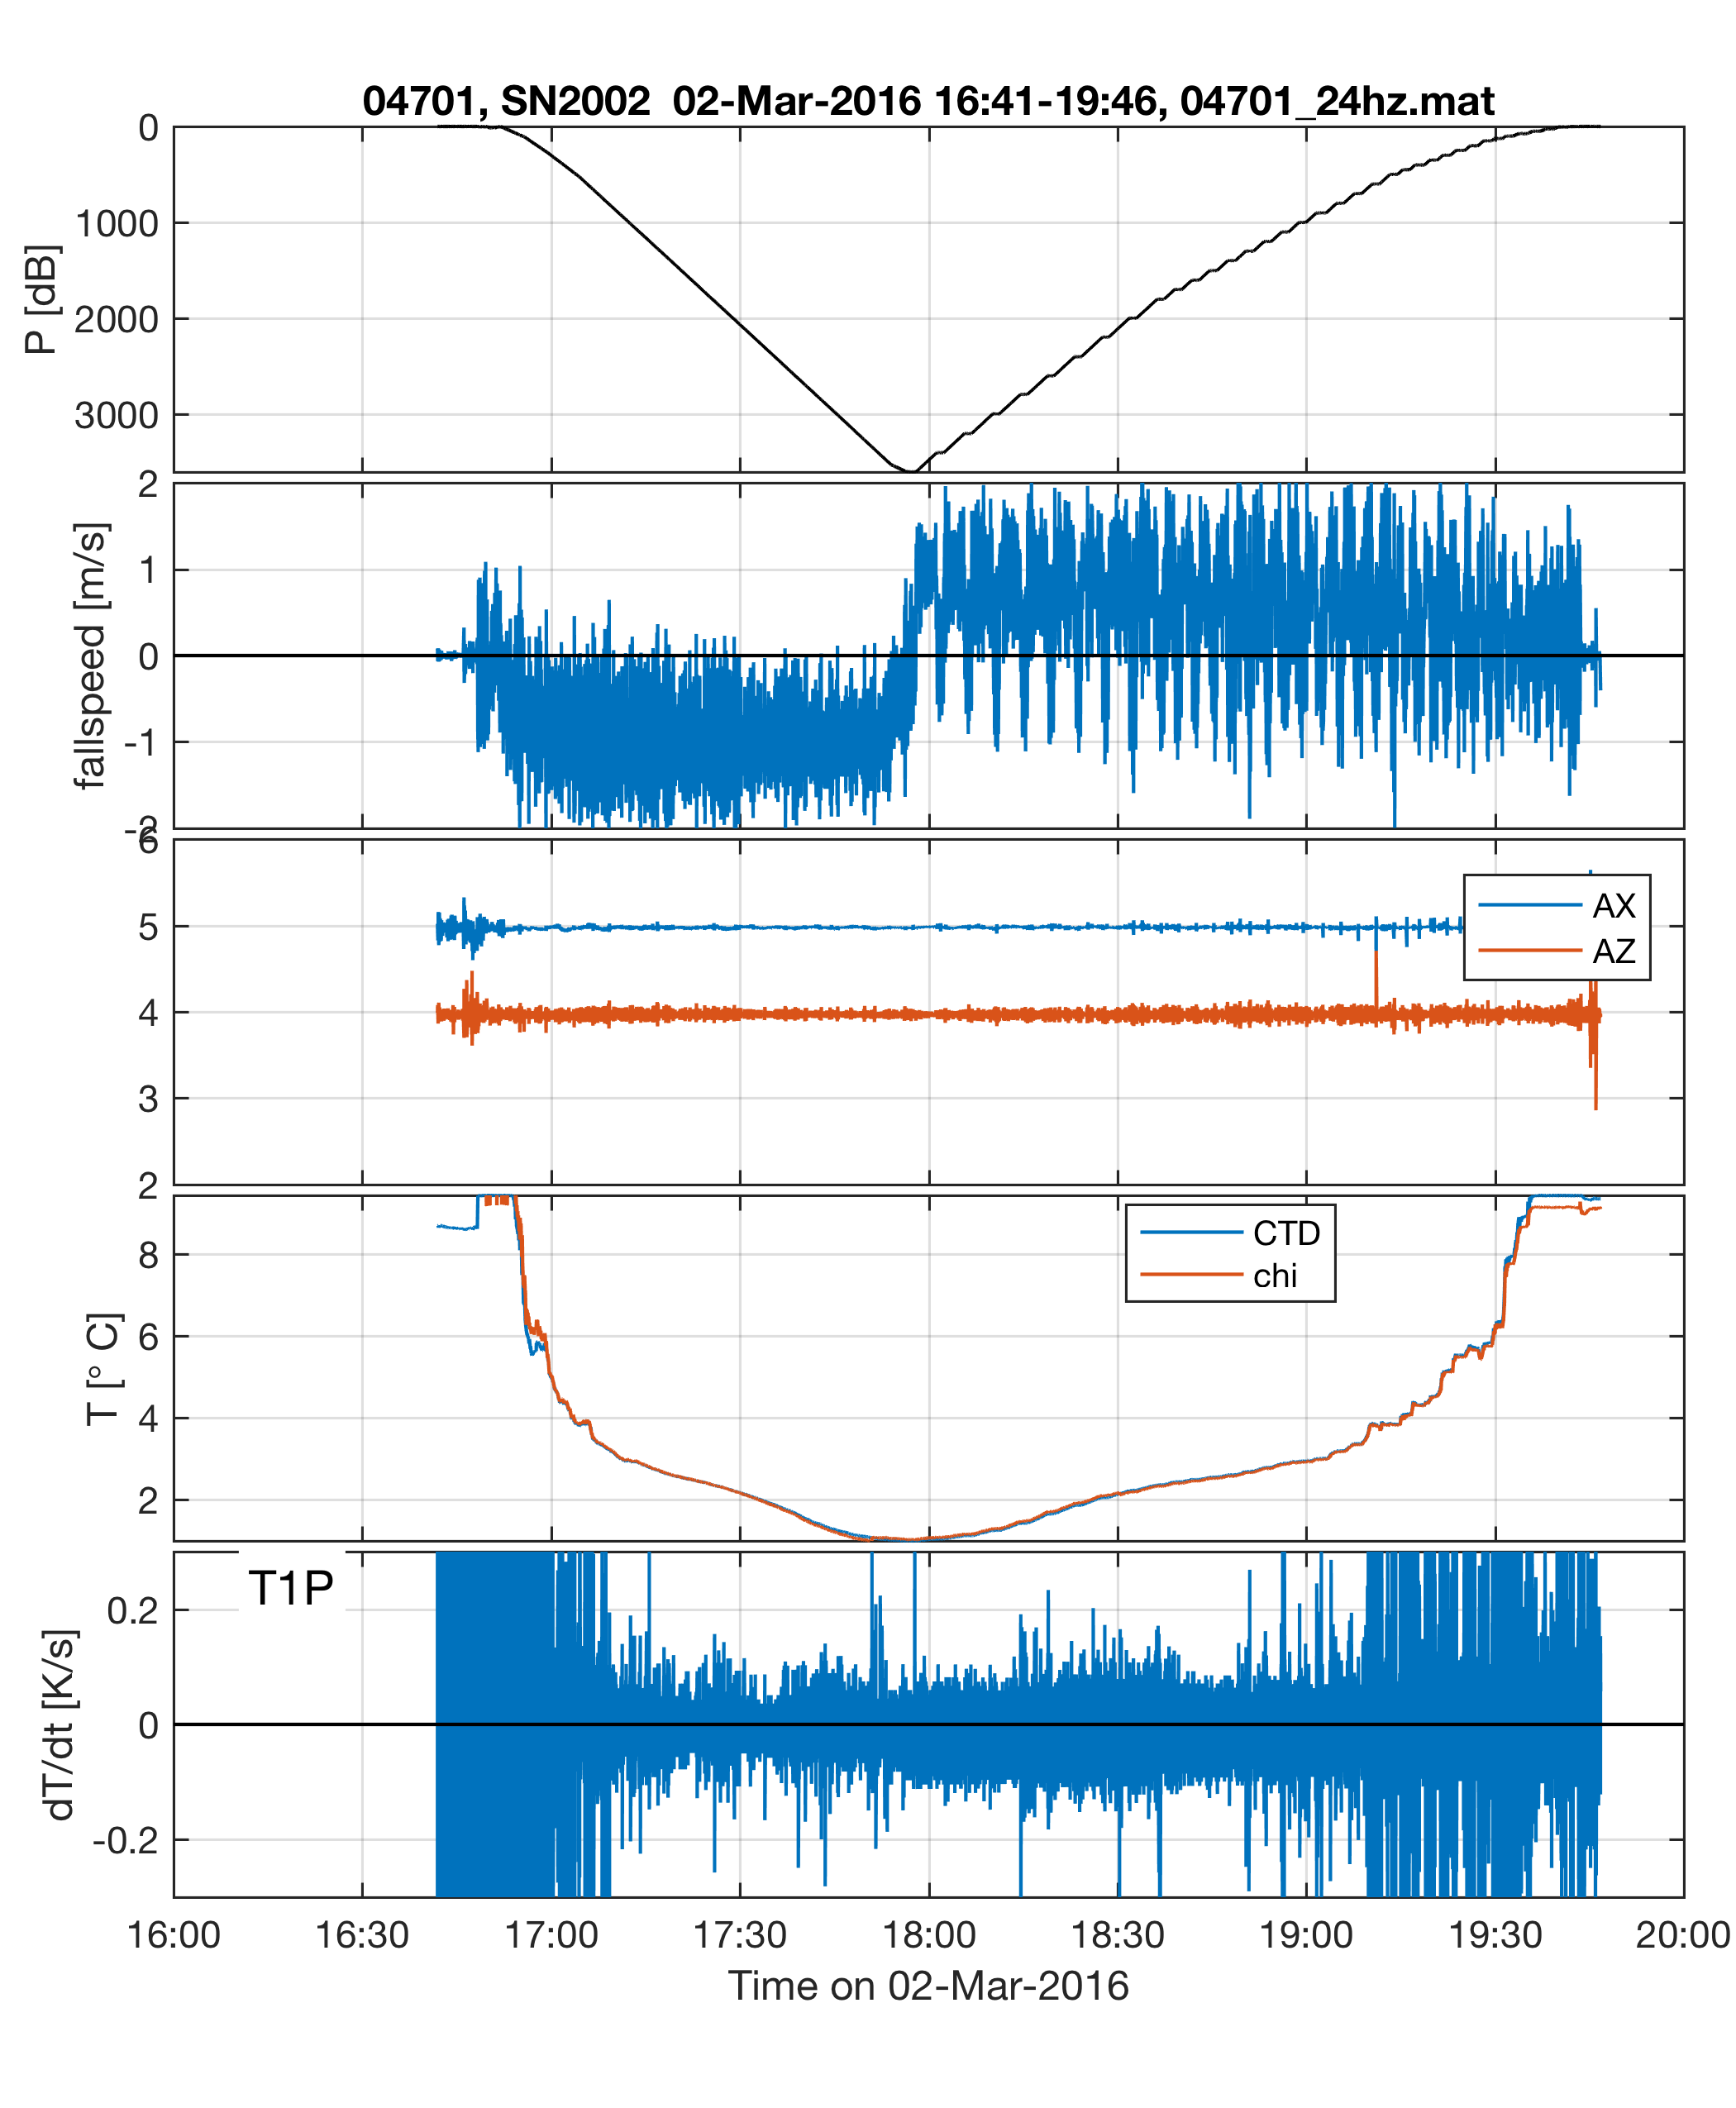 04701, SN2002  02-Mar-2016 16:41-19:46, 04701_24hz.mat
0
1000
2000
3000
P [dB]
2
1
0
-1
-2
fallspeed [m/s]
6
5
4
3
2
AX
AZ
8
6
4
2
T [° C]
CTD
chi
T1P
0.2
0
-0.2
dT/dt [K/s]
16:00 16:30 17:00 17:30 18:00 18:30 19:00 19:30 20:00
Time on 02-Mar-2016